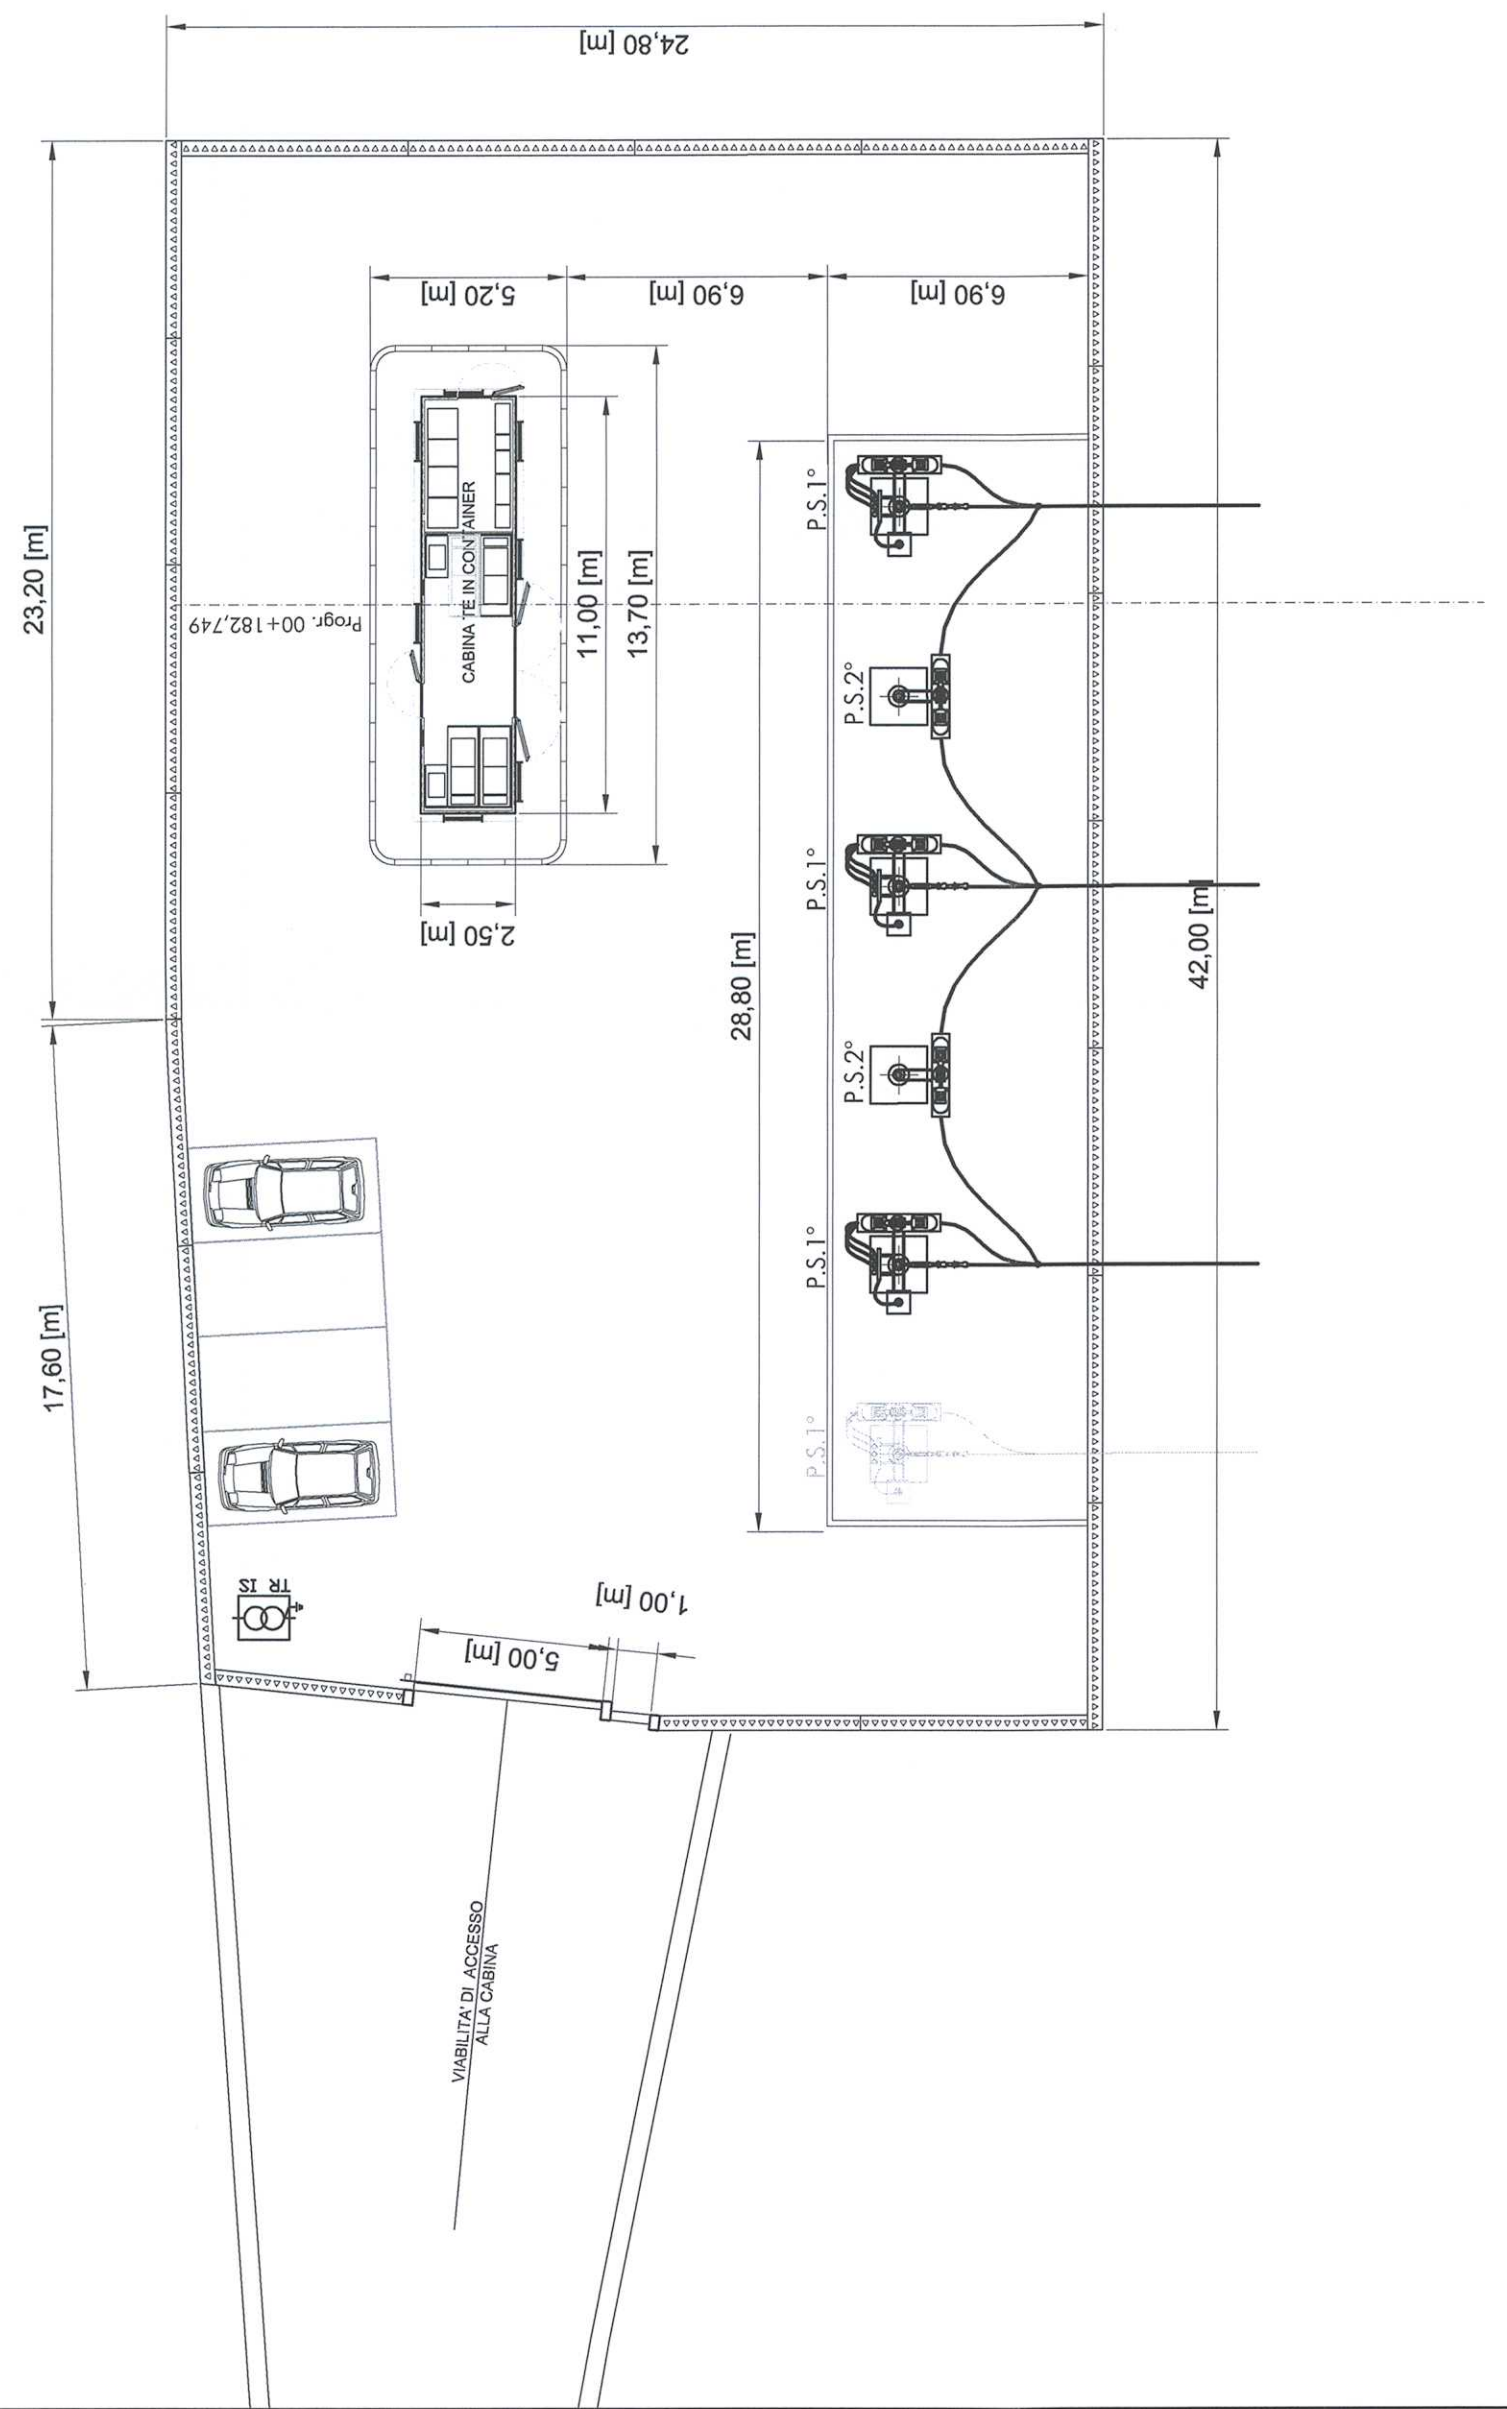 24,80 [m]
23,20 [m]
5,20 [m]
6,90 [m]
6,90 [m]
Progr. 00+182,749
CABINA TE IN CONTAINER
11,00 [m]
13,70 [m]
2,50 [m]
P.S.1°
P.S.2°
P.S.1°
P.S.2°
P.S.1°
P.S.1°
28,80 [m]
42,00 [m]
17,60 [m]
TR IS
5,00 [m]
1,00 [m]
VIABILITA' DI ACCESSO
ALLA CABINA